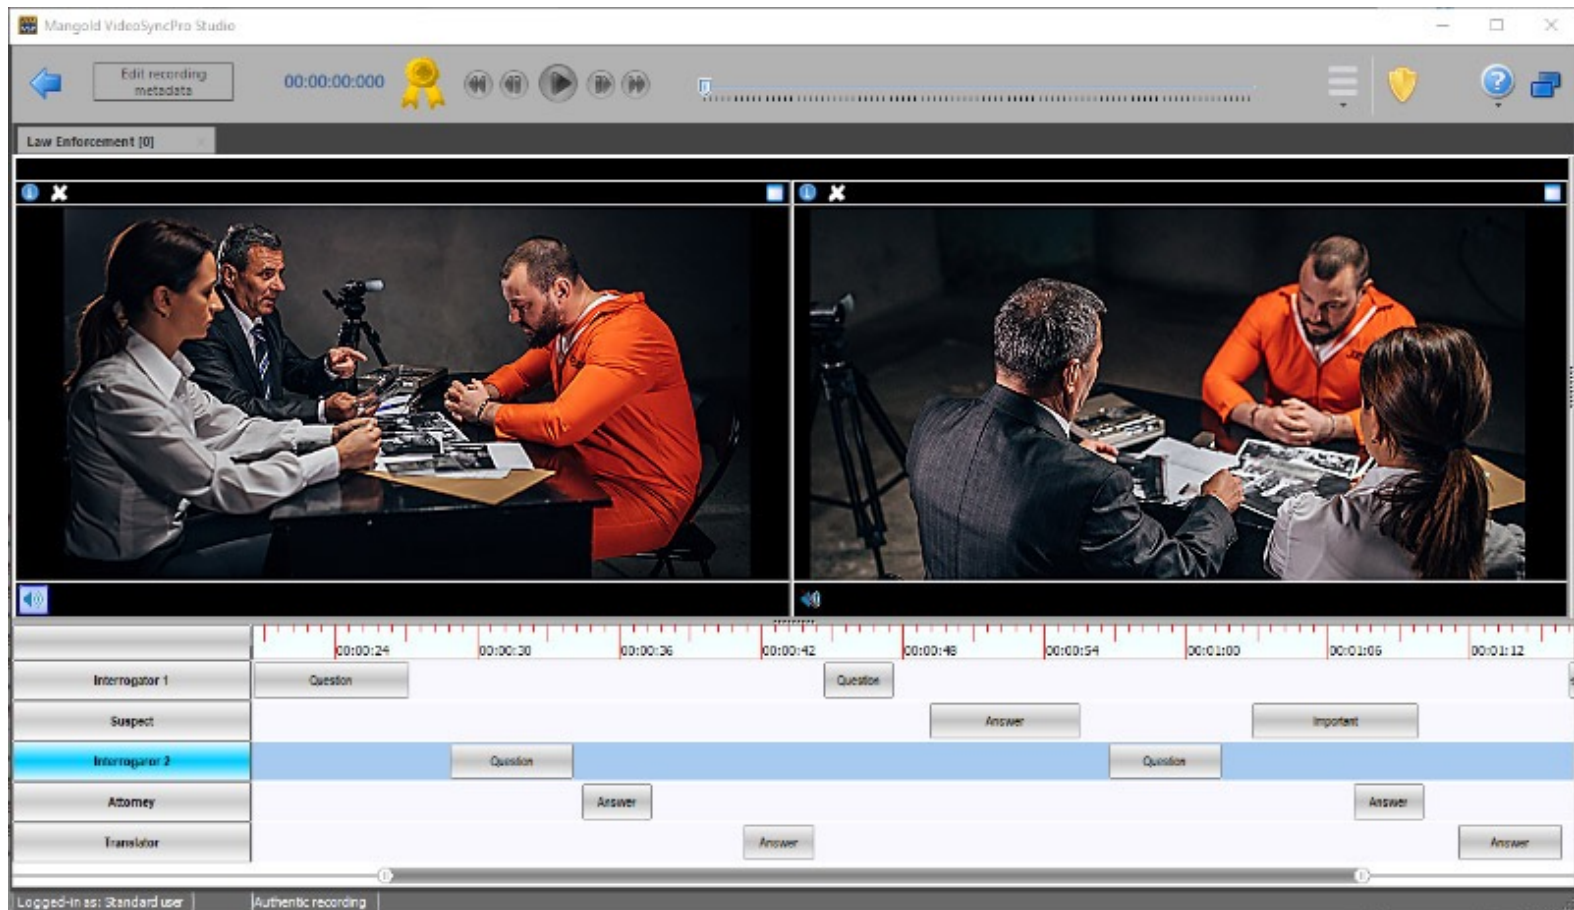 Mangold VideoSyncPro Studio
Edit recording
metadata
00:00:00:000
?
Law Enforcement [0]
00:00:24 00:00:30 00:00:36 00:00:42 00:00:48 00:00:54 00:01:00 00:01:06 00:01:12
Interrogator 1 Question Question
Suspect Answer Important
Interrogator 2 Question Question
Attorney Answer Answer
Translator Answer Answer
Logged-in as: Standard user Authentic recording